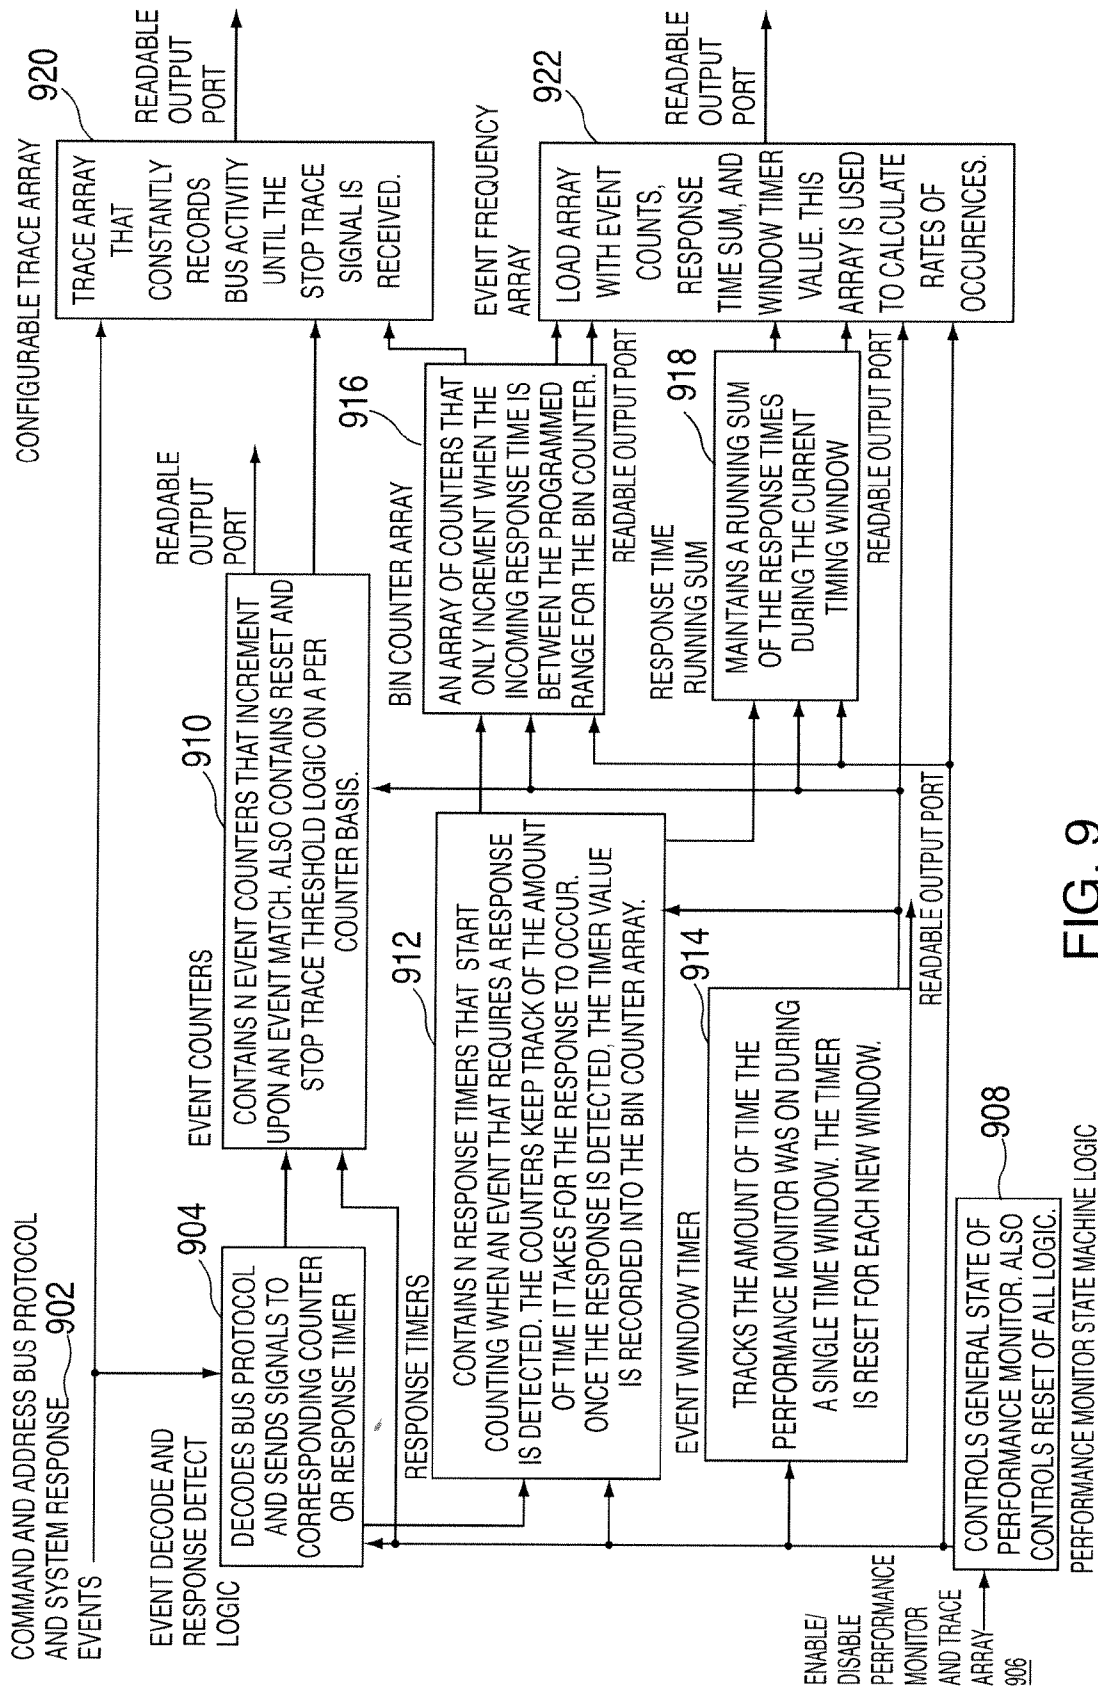 COMMAND AND ADDRESS BUS PROTOCOL
AND SYSTEM RESPONSE
EVENTS
902
EVENT DECODE AND
RESPONSE DETECT
LOGIC
904
DECODES BUS PROTOCOL
AND SENDS SIGNALS TO
CORRESPONDING COUNTER
OR RESPONSE TIMER
EVENT COUNTERS
910
CONTAINS N EVENT COUNTERS THAT INCREMENT
UPON AN EVENT MATCH. ALSO CONTAINS RESET AND
STOP TRACE THRESHOLD LOGIC ON A PER
COUNTER BASIS.
READABLE
OUTPUT
PORT
CONFIGURABLE TRACE ARRAY
920
TRACE ARRAY
THAT
CONSTANTLY
RECORDS
BUS ACTIVITY
UNTIL THE
STOP TRACE
SIGNAL IS
RECEIVED.
READABLE
OUTPUT
PORT
RESPONSE TIMERS
912
CONTAINS N RESPONSE TIMERS THAT START
COUNTING WHEN AN EVENT THAT REQUIRES A RESPONSE
IS DETECTED. THE COUNTERS KEEP TRACK OF THE AMOUNT
OF TIME IT TAKES FOR THE RESPONSE TO OCCUR.
ONCE THE RESPONSE IS DETECTED, THE TIMER VALUE
IS RECORDED INTO THE BIN COUNTER ARRAY.
BIN COUNTER ARRAY
916
AN ARRAY OF COUNTERS THAT
ONLY INCREMENT WHEN THE
INCOMING RESPONSE TIME IS
BETWEEN THE PROGRAMMED
RANGE FOR THE BIN COUNTER.
READABLE OUTPUT PORT
EVENT FREQUENCY
ARRAY
922
LOAD ARRAY
WITH EVENT
COUNTS,
RESPONSE
TIME SUM, AND
WINDOW TIMER
VALUE. THIS
ARRAY IS USED
TO CALCULATE
RATES OF
OCCURENCES.
READABLE
OUTPUT
PORT
EVENT WINDOW TIMER
914
TRACKS THE AMOUNT OF TIME THE
PERFORMANCE MONITOR WAS ON DURING
A SINGLE TIME WINDOW. THE TIMER
IS RESET FOR EACH NEW WINDOW.
READABLE OUTPUT PORT
RESPONSE TIME
RUNNING SUM
918
MAINTAINS A RUNNING SUM
OF THE RESPONSE TIMES
DURING THE CURRENT
TIMING WINDOW
READABLE OUTPUT PORT
ENABLE/
DISABLE
PERFORMANCE
MONITOR
AND TRACE
ARRAY
906
908
CONTROLS GENERAL STATE OF
PERFORMANCE MONITOR. ALSO
CONTROLS RESET OF ALL LOGIC.
PERFORMANCE MONITOR STATE MACHINE LOGIC
FIG. 9